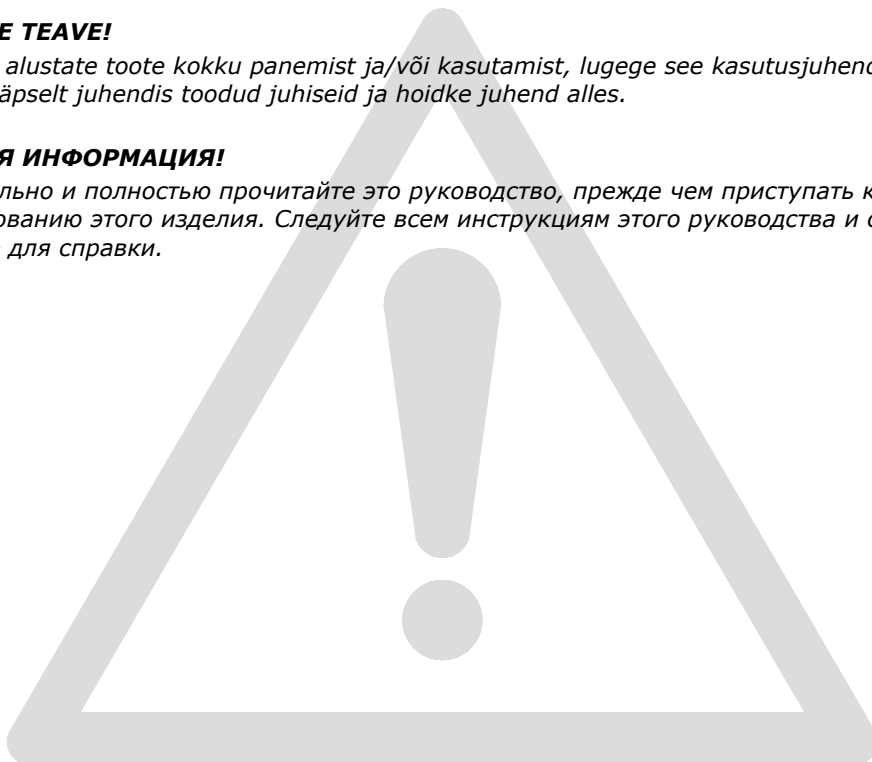 E TEAVE!
alustate toote kokku panemist ja/või kasutamist, lugege see kasutusjuhend
äpselt juhendis toodud juhiseid ja hoidke juhend alles.
Я ИНФОРМАЦИЯ!
льно и полностью прочитайте это руководство, прежде чем приступать к
ованию этого изделия. Следуйте всем инструкциям этого руководства и
для справки.